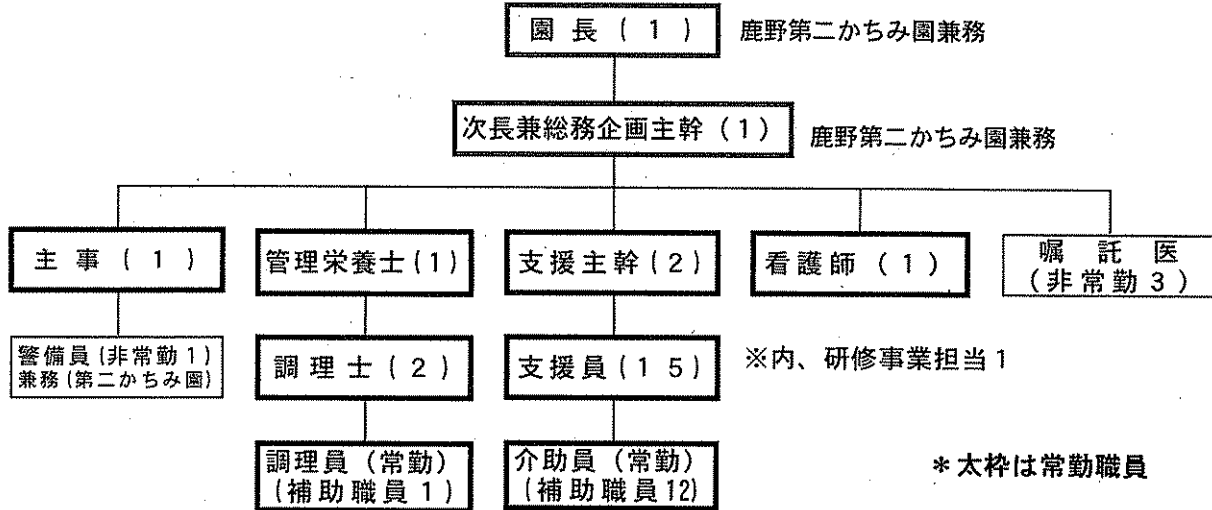 園長(1) 鹿野第二かちみ園兼務
次長兼総務企画主幹(1) 鹿野第二かちみ園兼務
主事(1)
管理栄養士(1)
支援主幹(2)
看護師(1)
嘱託医
(非常勤3)
警備員(非常勤1)
兼務(第二かちみ園)
調理士(2)
支援員(15)
※内、研修事業担当1
調理員(常勤)
(補助職員1)
介助員(常勤)
(補助職員12)
*太枠は常勤職員